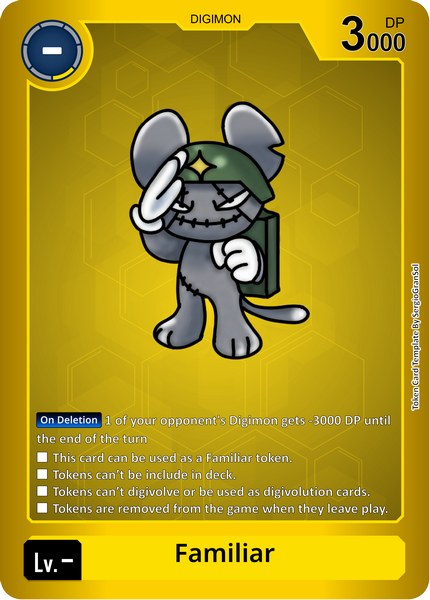 DIGIMON
-
DP
3000
Token Card Template By SergioGranSol
On Deletion 1 of your opponent's Digimon gets -3000 DP until
the end of the turn
This card can be used as a Familiar token.
Tokens can't be include in deck.
Tokens can't digivolve or be used as digivolution cards.
Tokens are removed from the game when they leave play.
Lv.-
Familiar